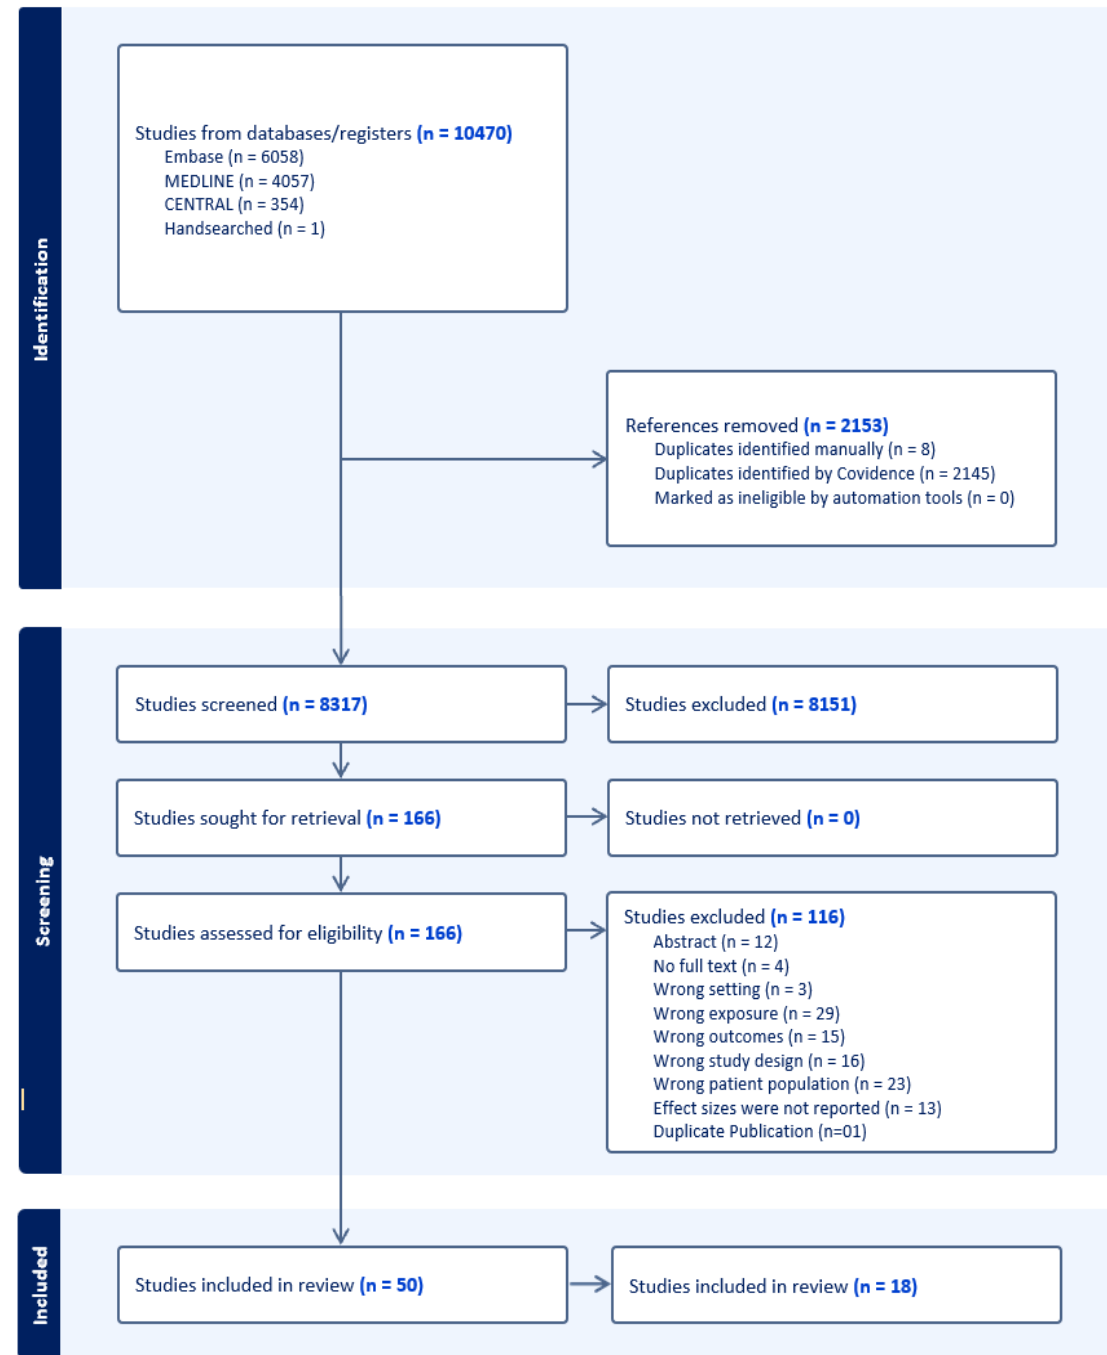 Identification
Studies from databases/registers (n = 10470)
Embase (n = 6058)
MEDLINE (n = 4057)
CENTRAL (n = 354)
Handsearched (n = 1)
References removed (n = 2153)
Duplicates identified manually (n = 8)
Duplicates identified by Covidence (n = 2145)
Marked as ineligible by automation tools (n = 0)
Screening
Studies screened (n = 8317)
Studies excluded (n = 8151)
Studies sought for retrieval (n = 166)
Studies not retrieved (n = 0)
Studies assessed for eligibility (n = 166)
Studies excluded (n = 116)
Abstract (n = 12)
No full text (n = 4)
Wrong setting (n = 3)
Wrong exposure (n = 29)
Wrong outcomes (n = 15)
Wrong study design (n = 16)
Wrong patient population (n = 23)
Effect sizes were not reported (n = 13)
Duplicate Publication (n=01)
Included
Studies included in review (n = 50)
Studies included in review (n = 18)